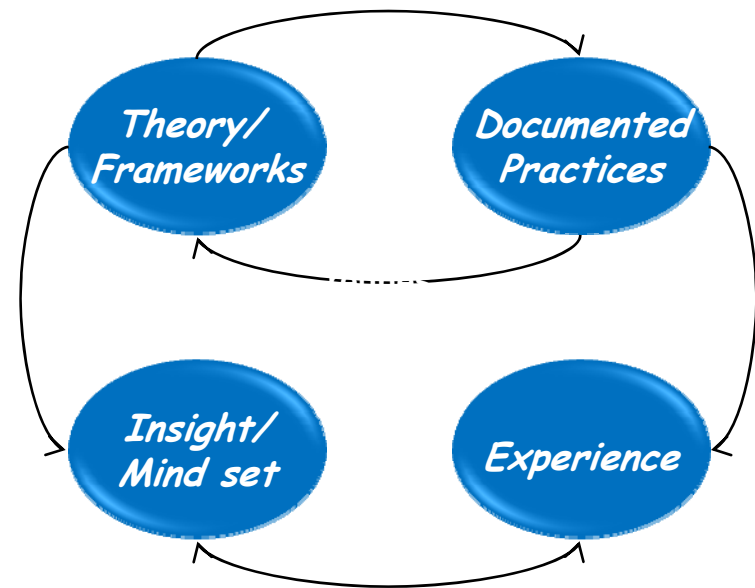 Theory/
Frameworks
Documented
Practices
Insight/
Mind set
Experience